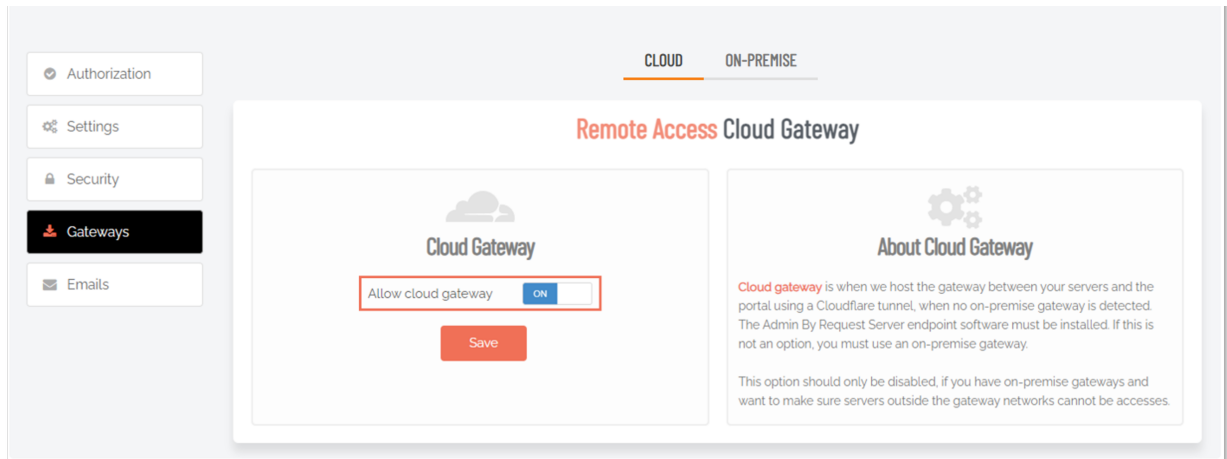 CLOUD ON-PREMISE
Authorization
Settings
Security
Gateways
Emails
Remote Access Cloud Gateway
Cloud Gateway
Allow cloud gateway ON
Save
About Cloud Gateway
Cloud gateway is when we host the gateway between your servers and the
portal using a Cloudflare tunnel, when no on-premise gateway is detected.
The Admin By Request Server endpoint software must be installed. If this is
not an option, you must use an on-premise gateway.
This option should only be disabled, if you have on-premise gateways and
want to make sure servers outside the gateway networks cannot be accesses.